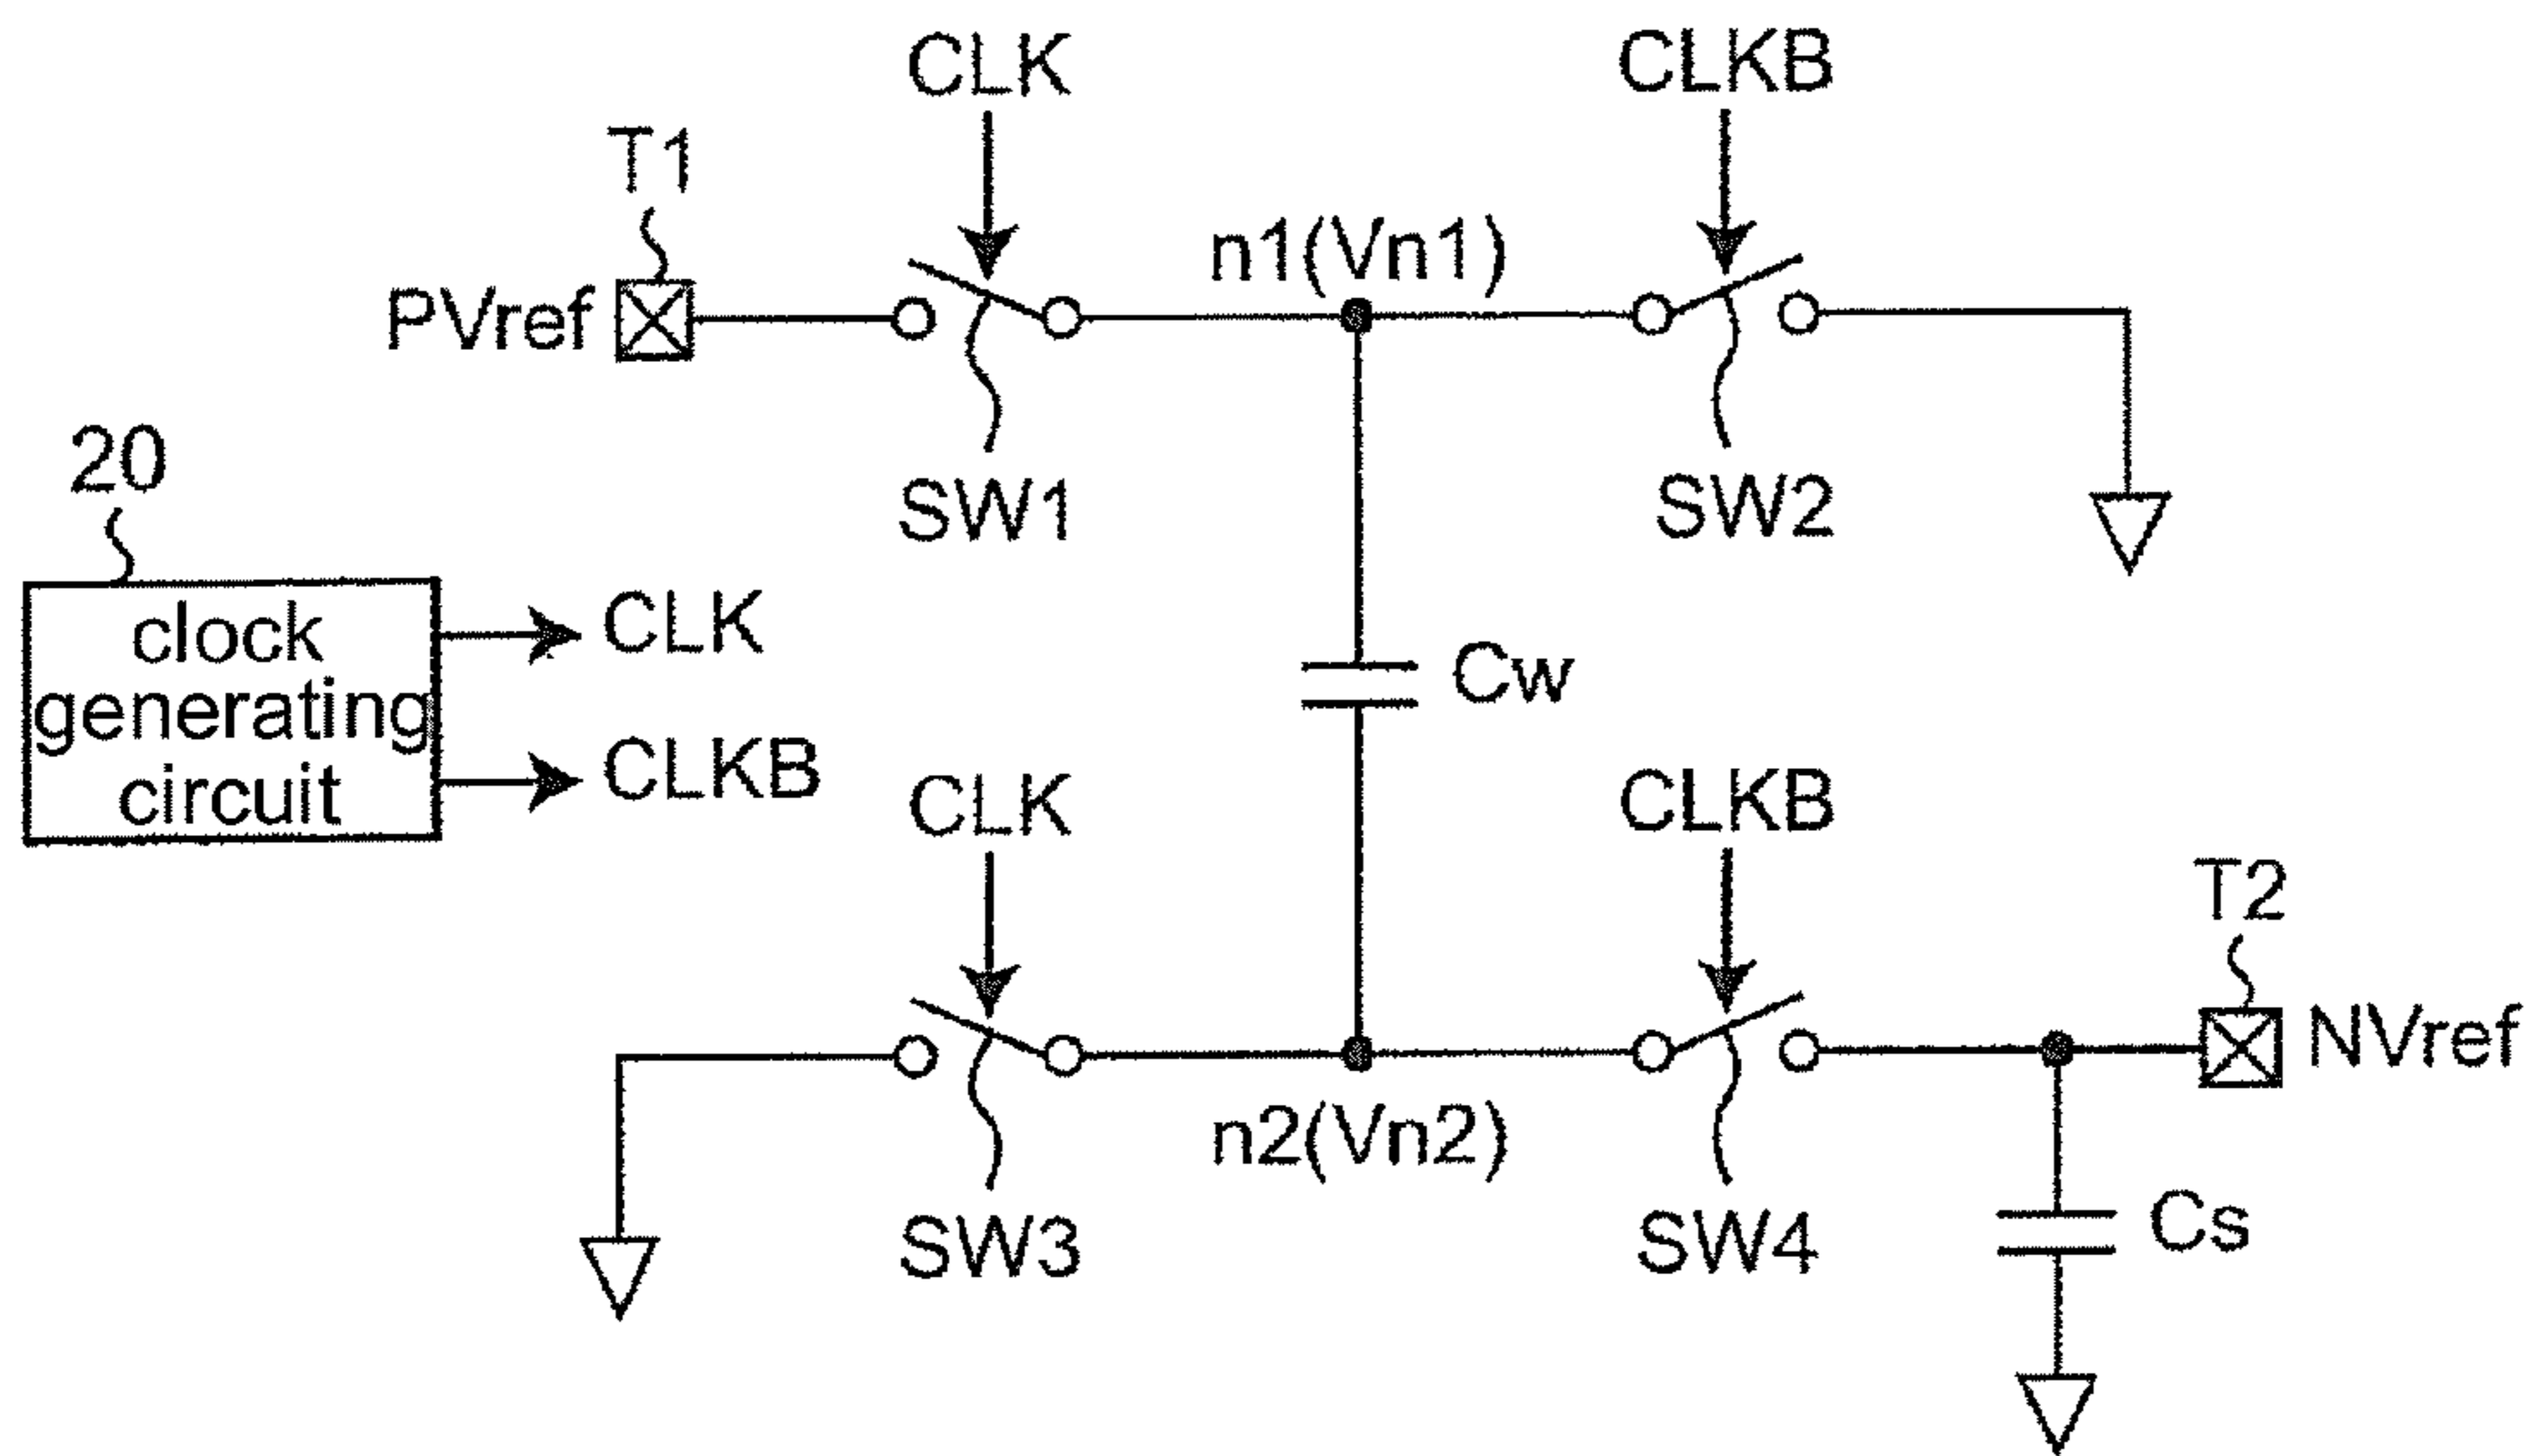 CLK
CLKB
T1
n1(Vn1)
PVref
20
SW1
SW2
clock
generating
circuit
CLK
CLKB
Cw
CLK
CLKB
T2
NVref
n2(Vn2)
SW3
SW4
Cs